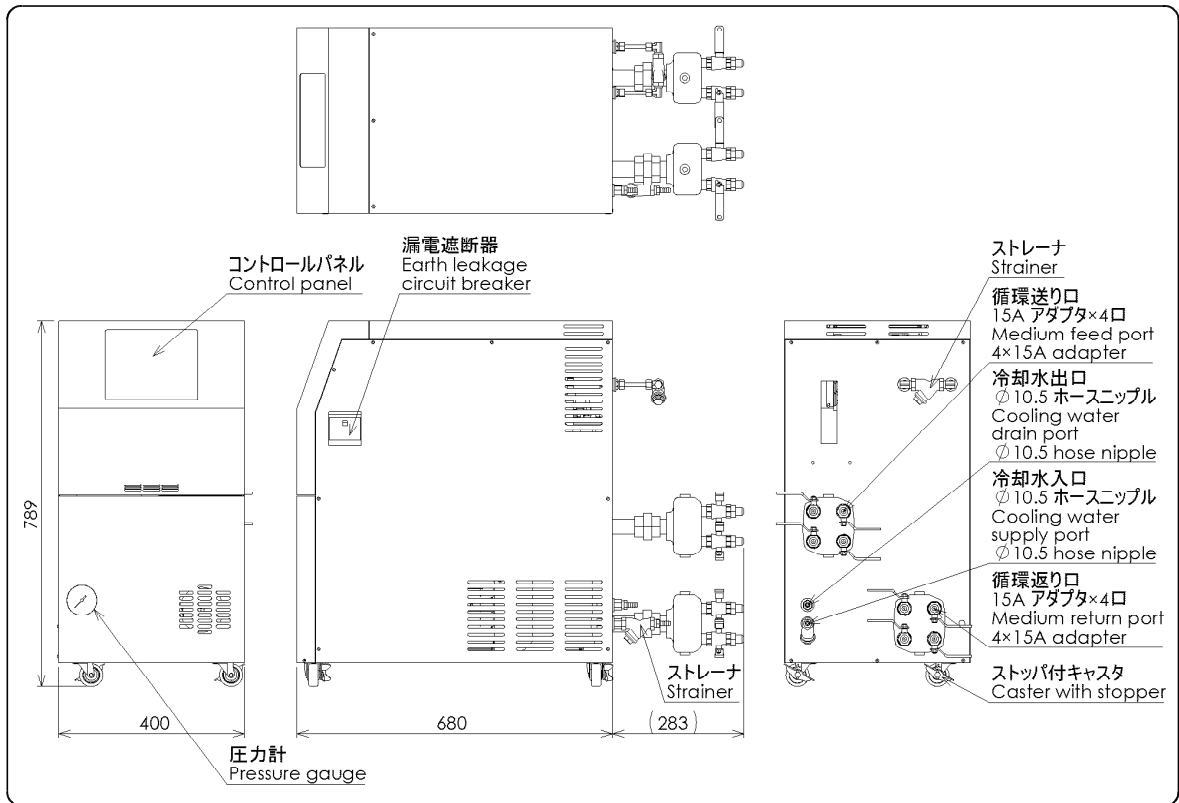 漏電遮断器
Earth leakage
circuit breaker
コントロールパネル
Control panel
ストレーナ
Strainer
循環送り口
15A アダプタ×4口
Medium feed port
4×15A adapter
冷却水出口
∅10.5 ホースニップル
Cooling water
drain port
∅10.5 hose nipple
冷却水入口
∅10.5 ホースニップル
Cooling water
supply port
∅10.5 hose nipple
循環返り口
15A アダプタ×4口
Medium return port
4×15A adapter
ストッパ付キャスタ
Caster with stopper
ストレーナ
Strainer
789
400
680
(283)
圧力計
Pressure gauge